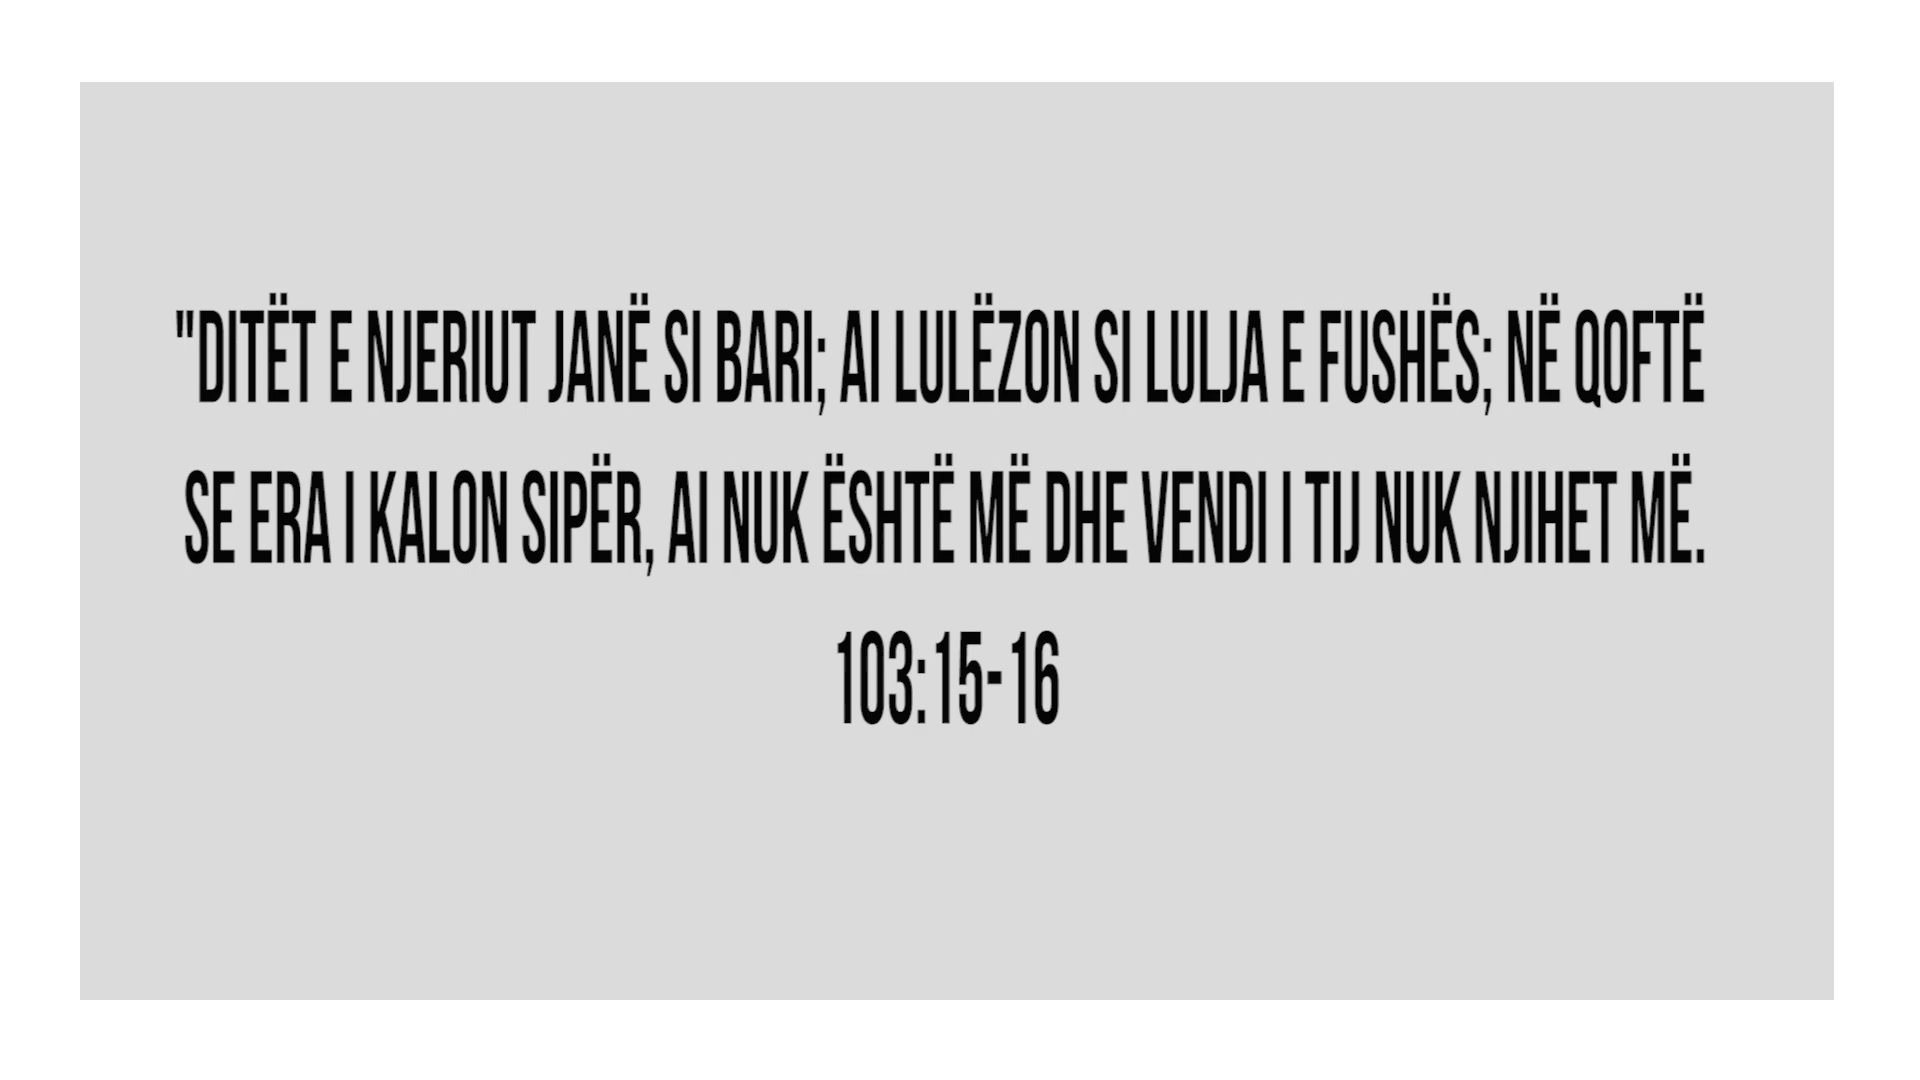 "DITËT E NJERIUT JANË SI BARI; AI LULËZON SI LULJA E FUSHËS; NË QOFTË
SE ERA I KALON SIPËR, AI NUK ËSHTË MË DHE VENDI I TIJ NUK NJIHET MË.
103:15-16